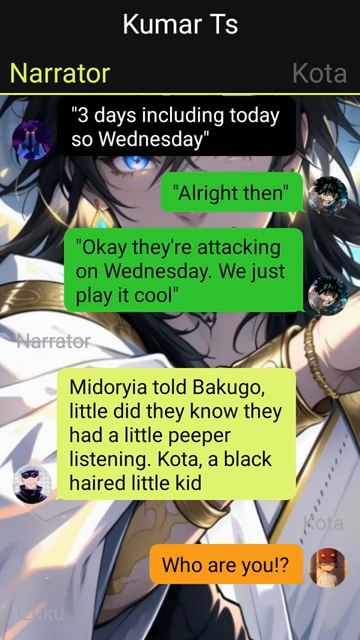 Kumar Ts
Narrator
Kota
"3 days including today
so Wednesday"
"Alright then"
"Okay they're attacking
on Wednesday. We just
play it cool"
Narrator
Midoryia told Bakugo,
little did they know they
had a little peeper
listening. Kota, a black
haired little kid
Kota
Who are you!?